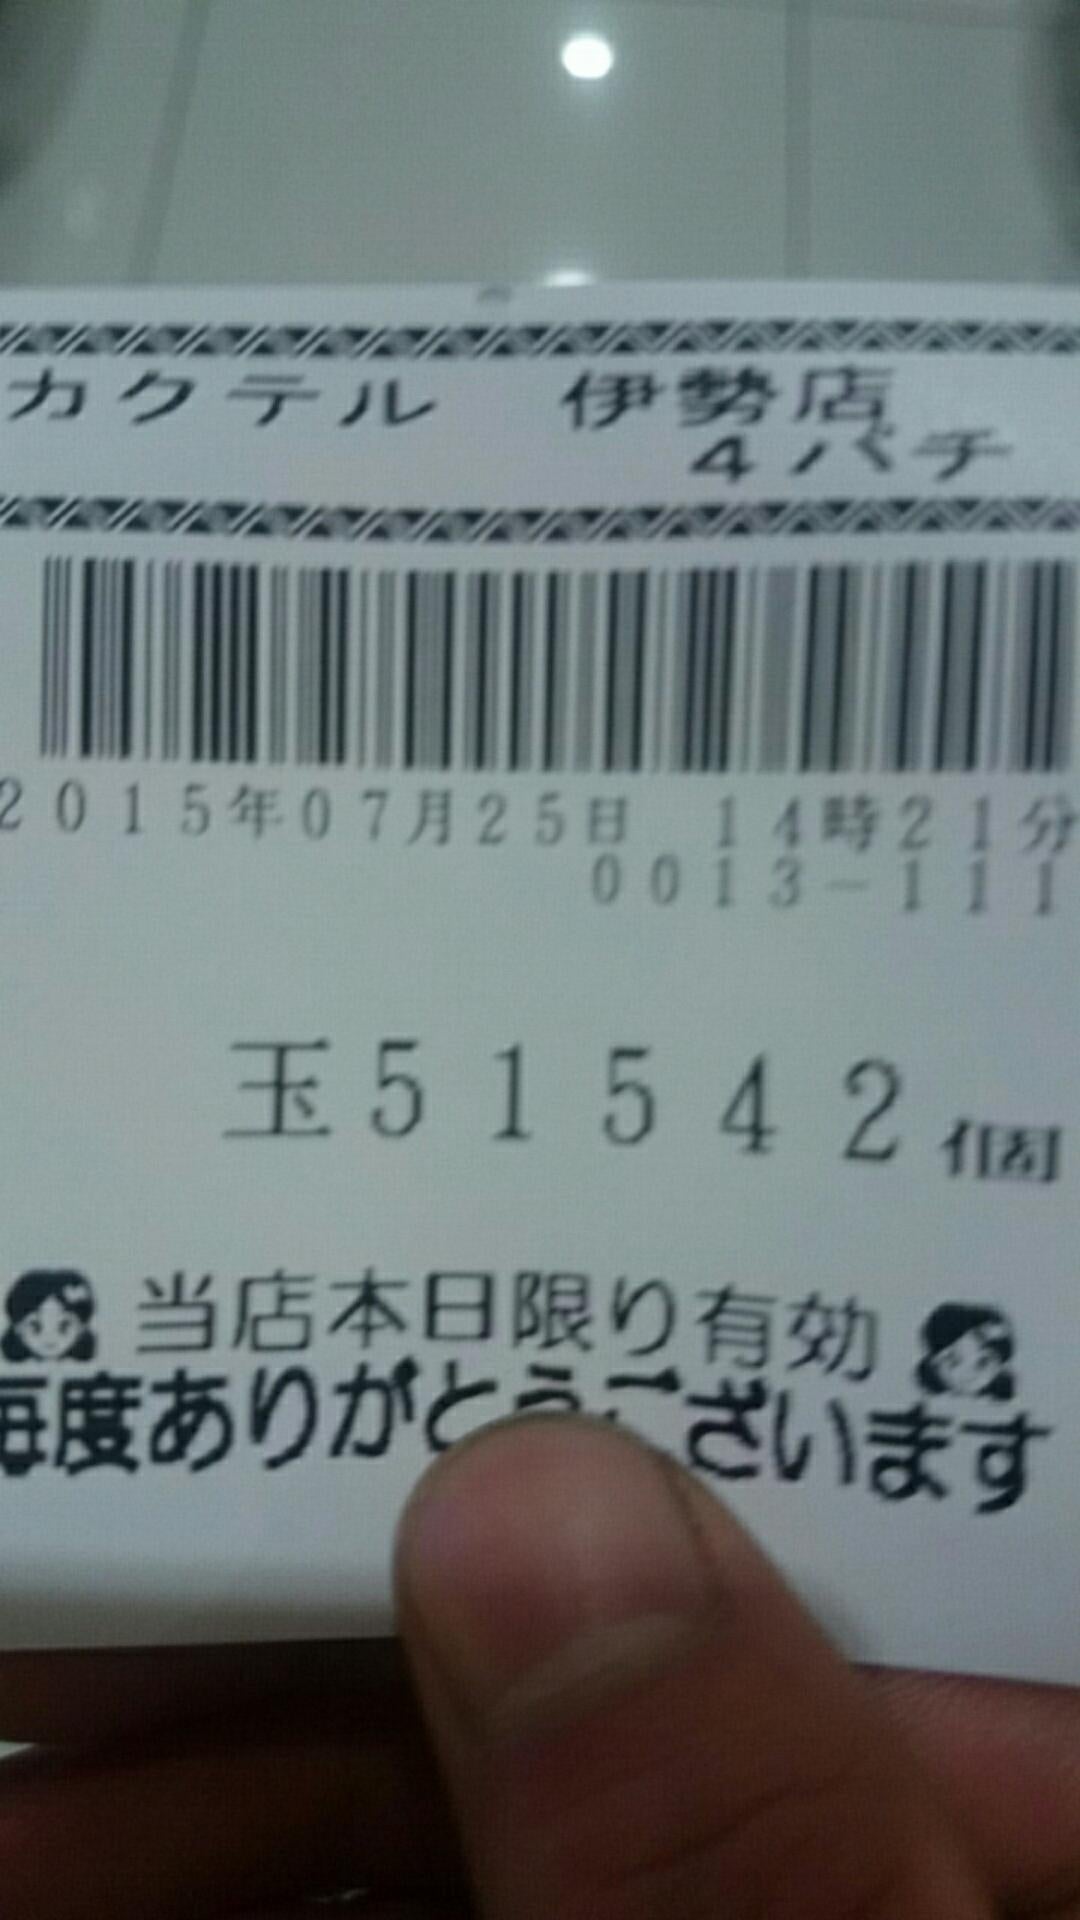 カクテル　伊勢店
4パチ
2015年07月25日 14時21分
0013-111
玉51542個
当店本日限り有効
毎度ありがとうございます